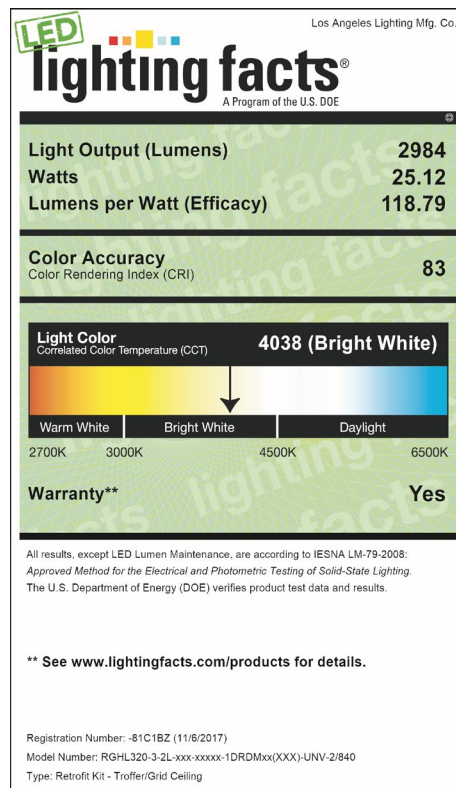 Los Angeles Lighting Mfg. Co.
LED
lighting facts®
A Program of the U.S. DOE
Light Output (Lumens) 2984
Watts 25.12
Lumens per Watt (Efficacy) 118.79
Color Accuracy
Color Rendering Index (CRI) 83
Light Color
Correlated Color Temperature (CCT) 4038 (Bright White)
Warm White Bright White Daylight
2700K 3000K 4500K 6500K
Warranty** Yes
All results, except LED Lumen Maintenance, are according to IESNA LM-79-2008:
Approved Method for the Electrical and Photometric Testing of Solid-State Lighting.
The U.S. Department of Energy (DOE) verifies product test data and results.
** See www.lightingfacts.com/products for details.
Registration Number: -81C1BZ (11/6/2017)
Model Number: RGHL320-3-2L-xxx-xxxxx-1DRDMxx(XXX)-UNV-2/840
Type: Retrofit Kit - Troffer/Grid Ceiling